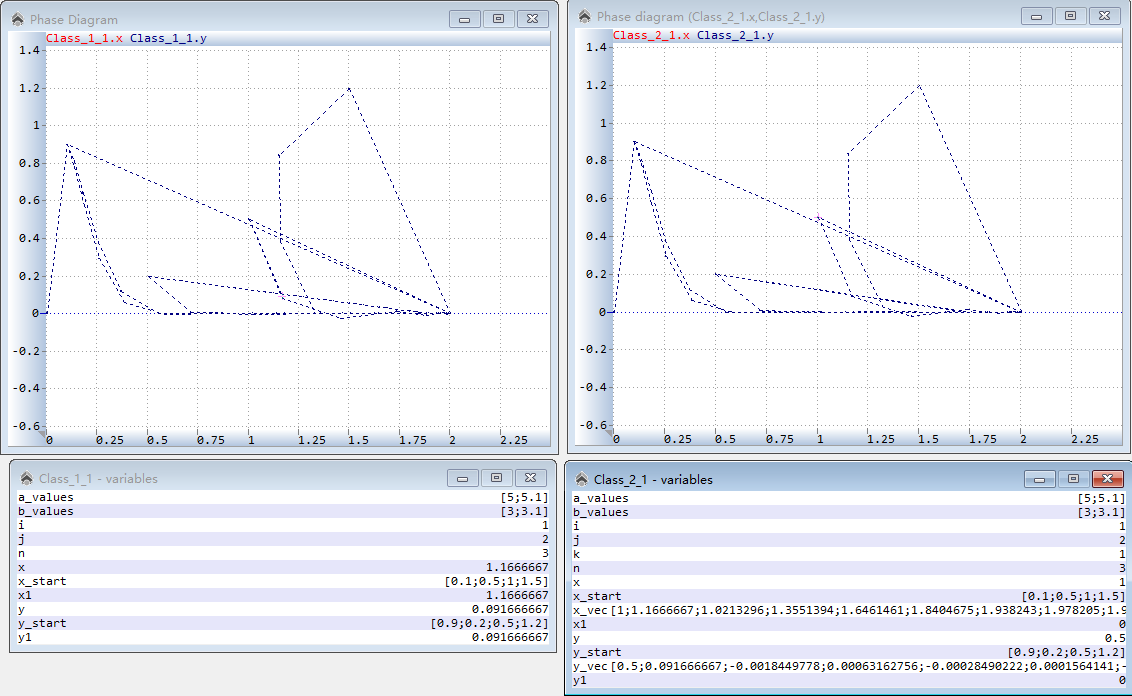 Phase Diagram
Class_1_1.x Class_1_1.y
1.4
1.2
1
0.8
0.6
0.4
0.2
0
-0.2
-0.4
-0.6
0 0.25 0.5 0.75 1 1.25 1.5 1.75 2 2.25
Phase diagram (Class_2_1.x,Class_2_1.y)
Class_2_1.x Class_2_1.y
1.4
1.2
1
0.8
0.6
0.4
0.2
0
-0.2
-0.4
-0.6
0 0.25 0.5 0.75 1 1.25 1.5 1.75 2 2.25
Class_1_1 - variables
a_values [5;5.1]
b_values [3;3.1]
i 1
j 2
n 3
x 1.1666667
x_start [0.1;0.5;1;1.5]
x1 1.1666667
y 0.091666667
y_start [0.9;0.2;0.5;1.2]
y1 0.091666667
Class_2_1 - variables
a_values [5;5.1]
b_values [3;3.1]
i 1
j 2
k 1
n 3
x 1
x_start [0.1;0.5;1;1.5]
x_vec [1;1.1666667;1.0213296;1.3551394;1.6461461;1.8404675;1.938243;1.978205;1.9
x1 0
y 0.5
y_start [0.9;0.2;0.5;1.2]
y_vec [0.5;0.091666667;-0.0018449778;0.00063162756;-0.00028490222;0.0001564141;-
y1 0